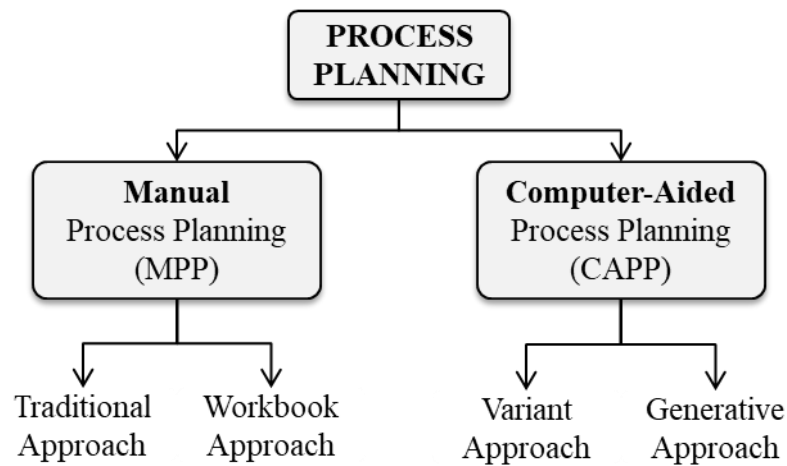 PROCESS
PLANNING
Manual
Process Planning
(MPP)
Computer-Aided
Process Planning
(CAPP)
Traditional
Approach
Workbook
Approach
Variant
Approach
Generative
Approach